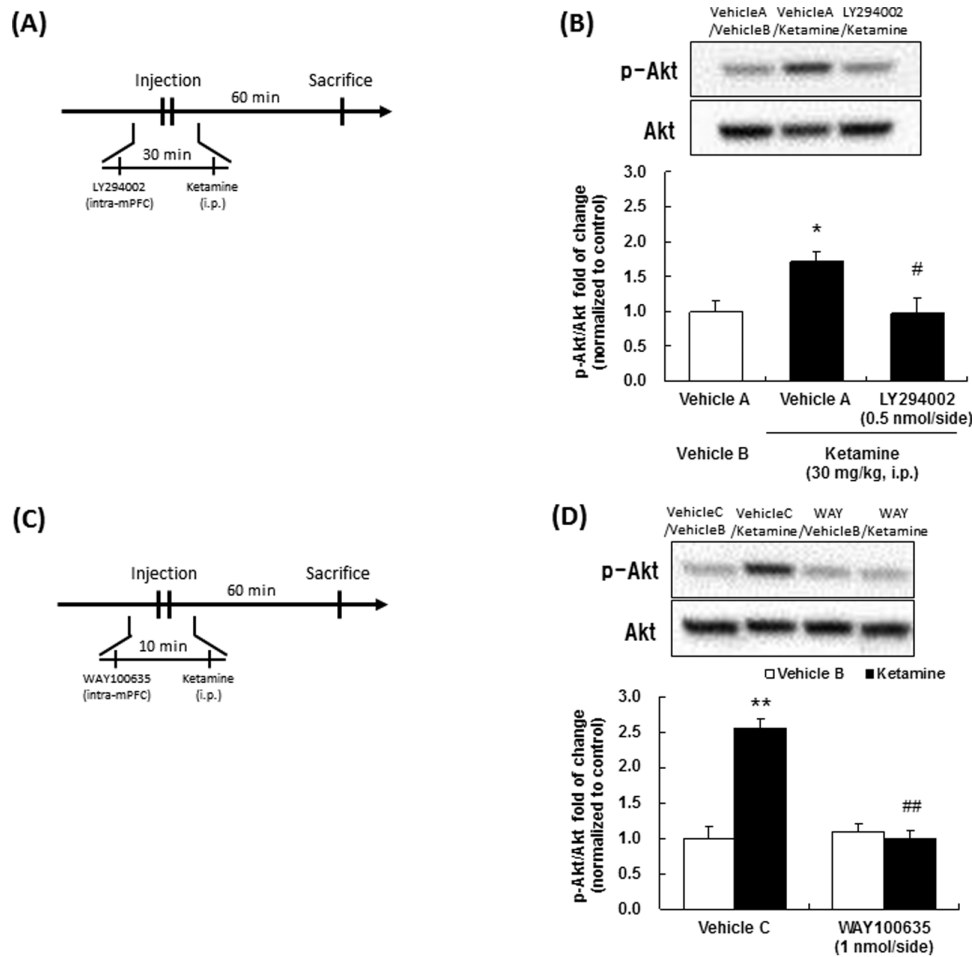 (A)
Injection
Sacrifice
60 min
30 min
LY294002
(intra-mPFC)
Ketamine
(i.p.)
(B)
VehicleA VehicleA LY294002
/VehicleB /Ketamine /Ketamine
p-Akt
Akt
p-Akt/Akt fold of change
(normalized to control)
3.0
2.5
2.0
1.5
1.0
0.5
0.0
*
#
Vehicle A Vehicle A LY294002
(0.5 nmol/side)
Vehicle B Ketamine
(30 mg/kg, i.p.)
(C)
Injection
Sacrifice
60 min
10 min
WAY100635
(intra-mPFC)
Ketamine
(i.p.)
(D)
VehicleC VehicleC WAY WAY
/VehicleB /Ketamine /VehicleB /Ketamine
p-Akt
Akt
Vehicle B Ketamine
p-Akt/Akt fold of change
(normalized to control)
3.0
2.5
2.0
1.5
1.0
0.5
0.0
**
##
Vehicle C WAY100635
(1 nmol/side)